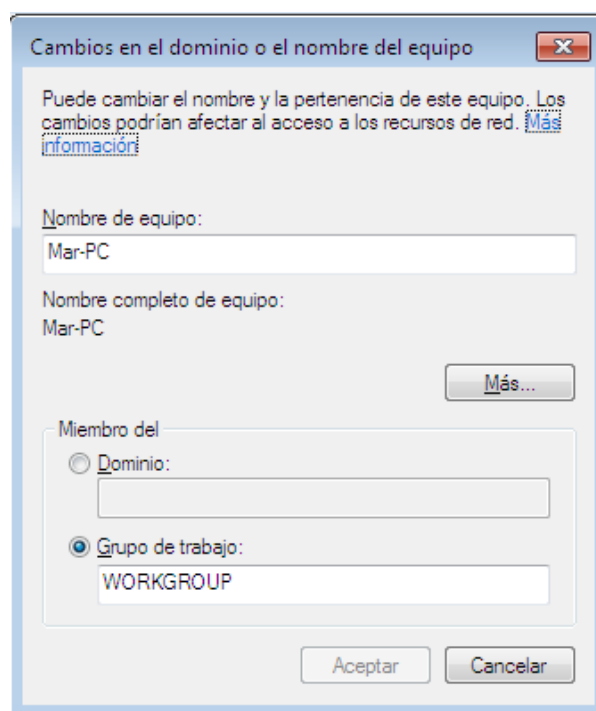 Cambios en el dominio o el nombre del equipo
Puede cambiar el nombre y la pertenencia de este equipo. Los
cambios podrían afectar al acceso a los recursos de red. Más
información
Nombre de equipo:
Mar-PC
Nombre completo de equipo:
Mar-PC
Más...
Miembro del
Dominio:
Grupo de trabajo:
WORKGROUP
Aceptar
Cancelar